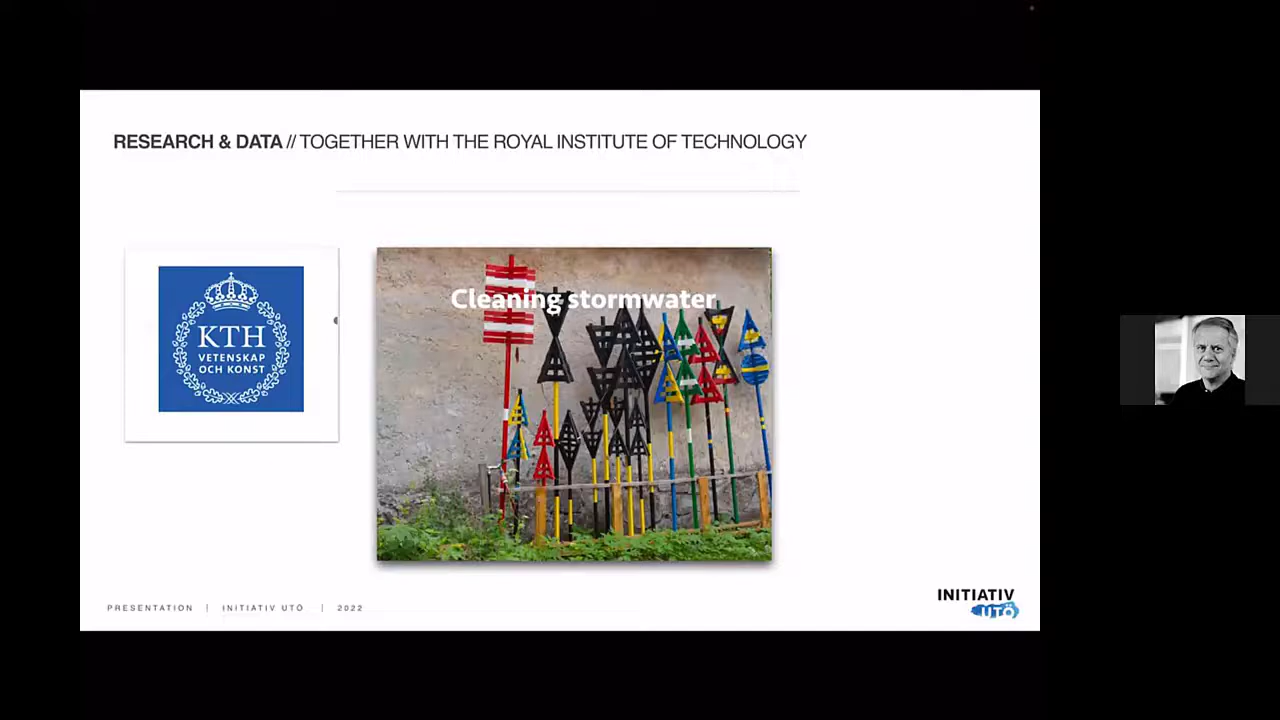 RESEARCH & DATA // TOGETHER WITH THE ROYAL INSTITUTE OF TECHNOLOGY
KTH
VETENSKAP
OCH KONST
Cleaning stormwater
PRESENTATION | INITIATIV UTÖ | 2022
INITIATIV
UTÖ